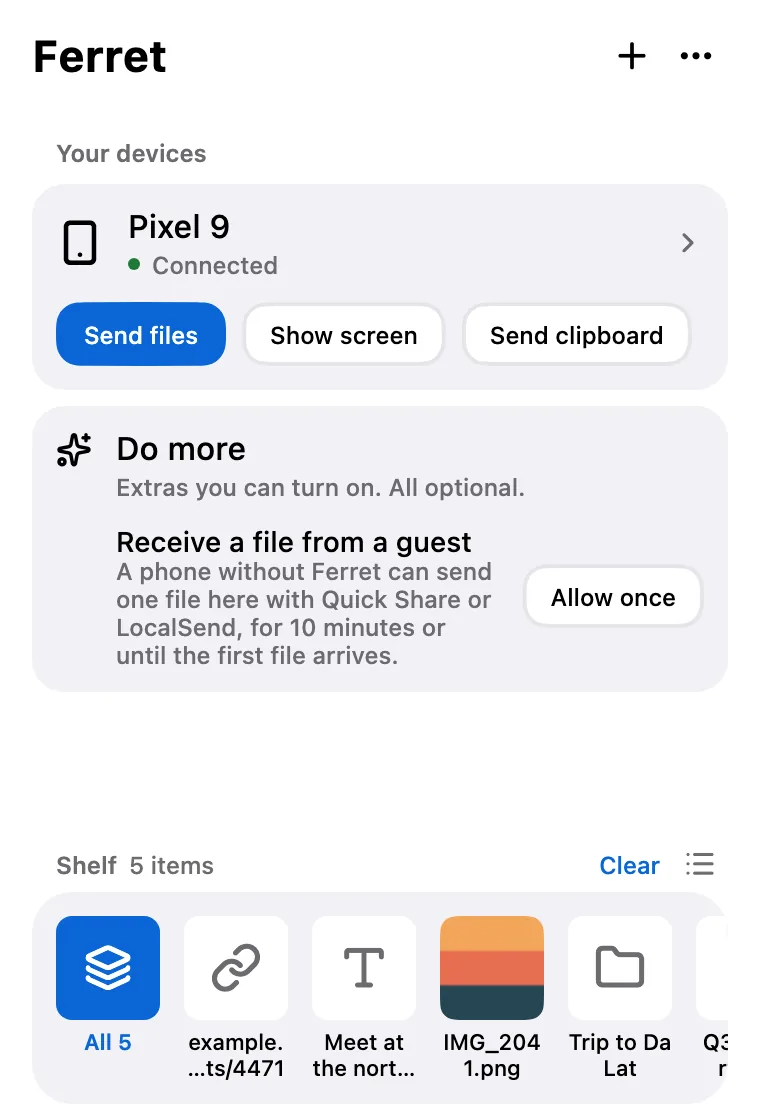 Ferret
Your devices
Pixel 9
Connected
Send files
Show screen
Send clipboard
Do more
Extras you can turn on. All optional.
Receive a file from a guest
A phone without Ferret can send
one file here with Quick Share or
LocalSend, for 10 minutes or
until the first file arrives.
Allow once
Shelf 5 items
Clear
All 5
example.
...ts/4471
Meet at
the nort...
IMG_204
1.png
Trip to Da
Lat
Q3
r